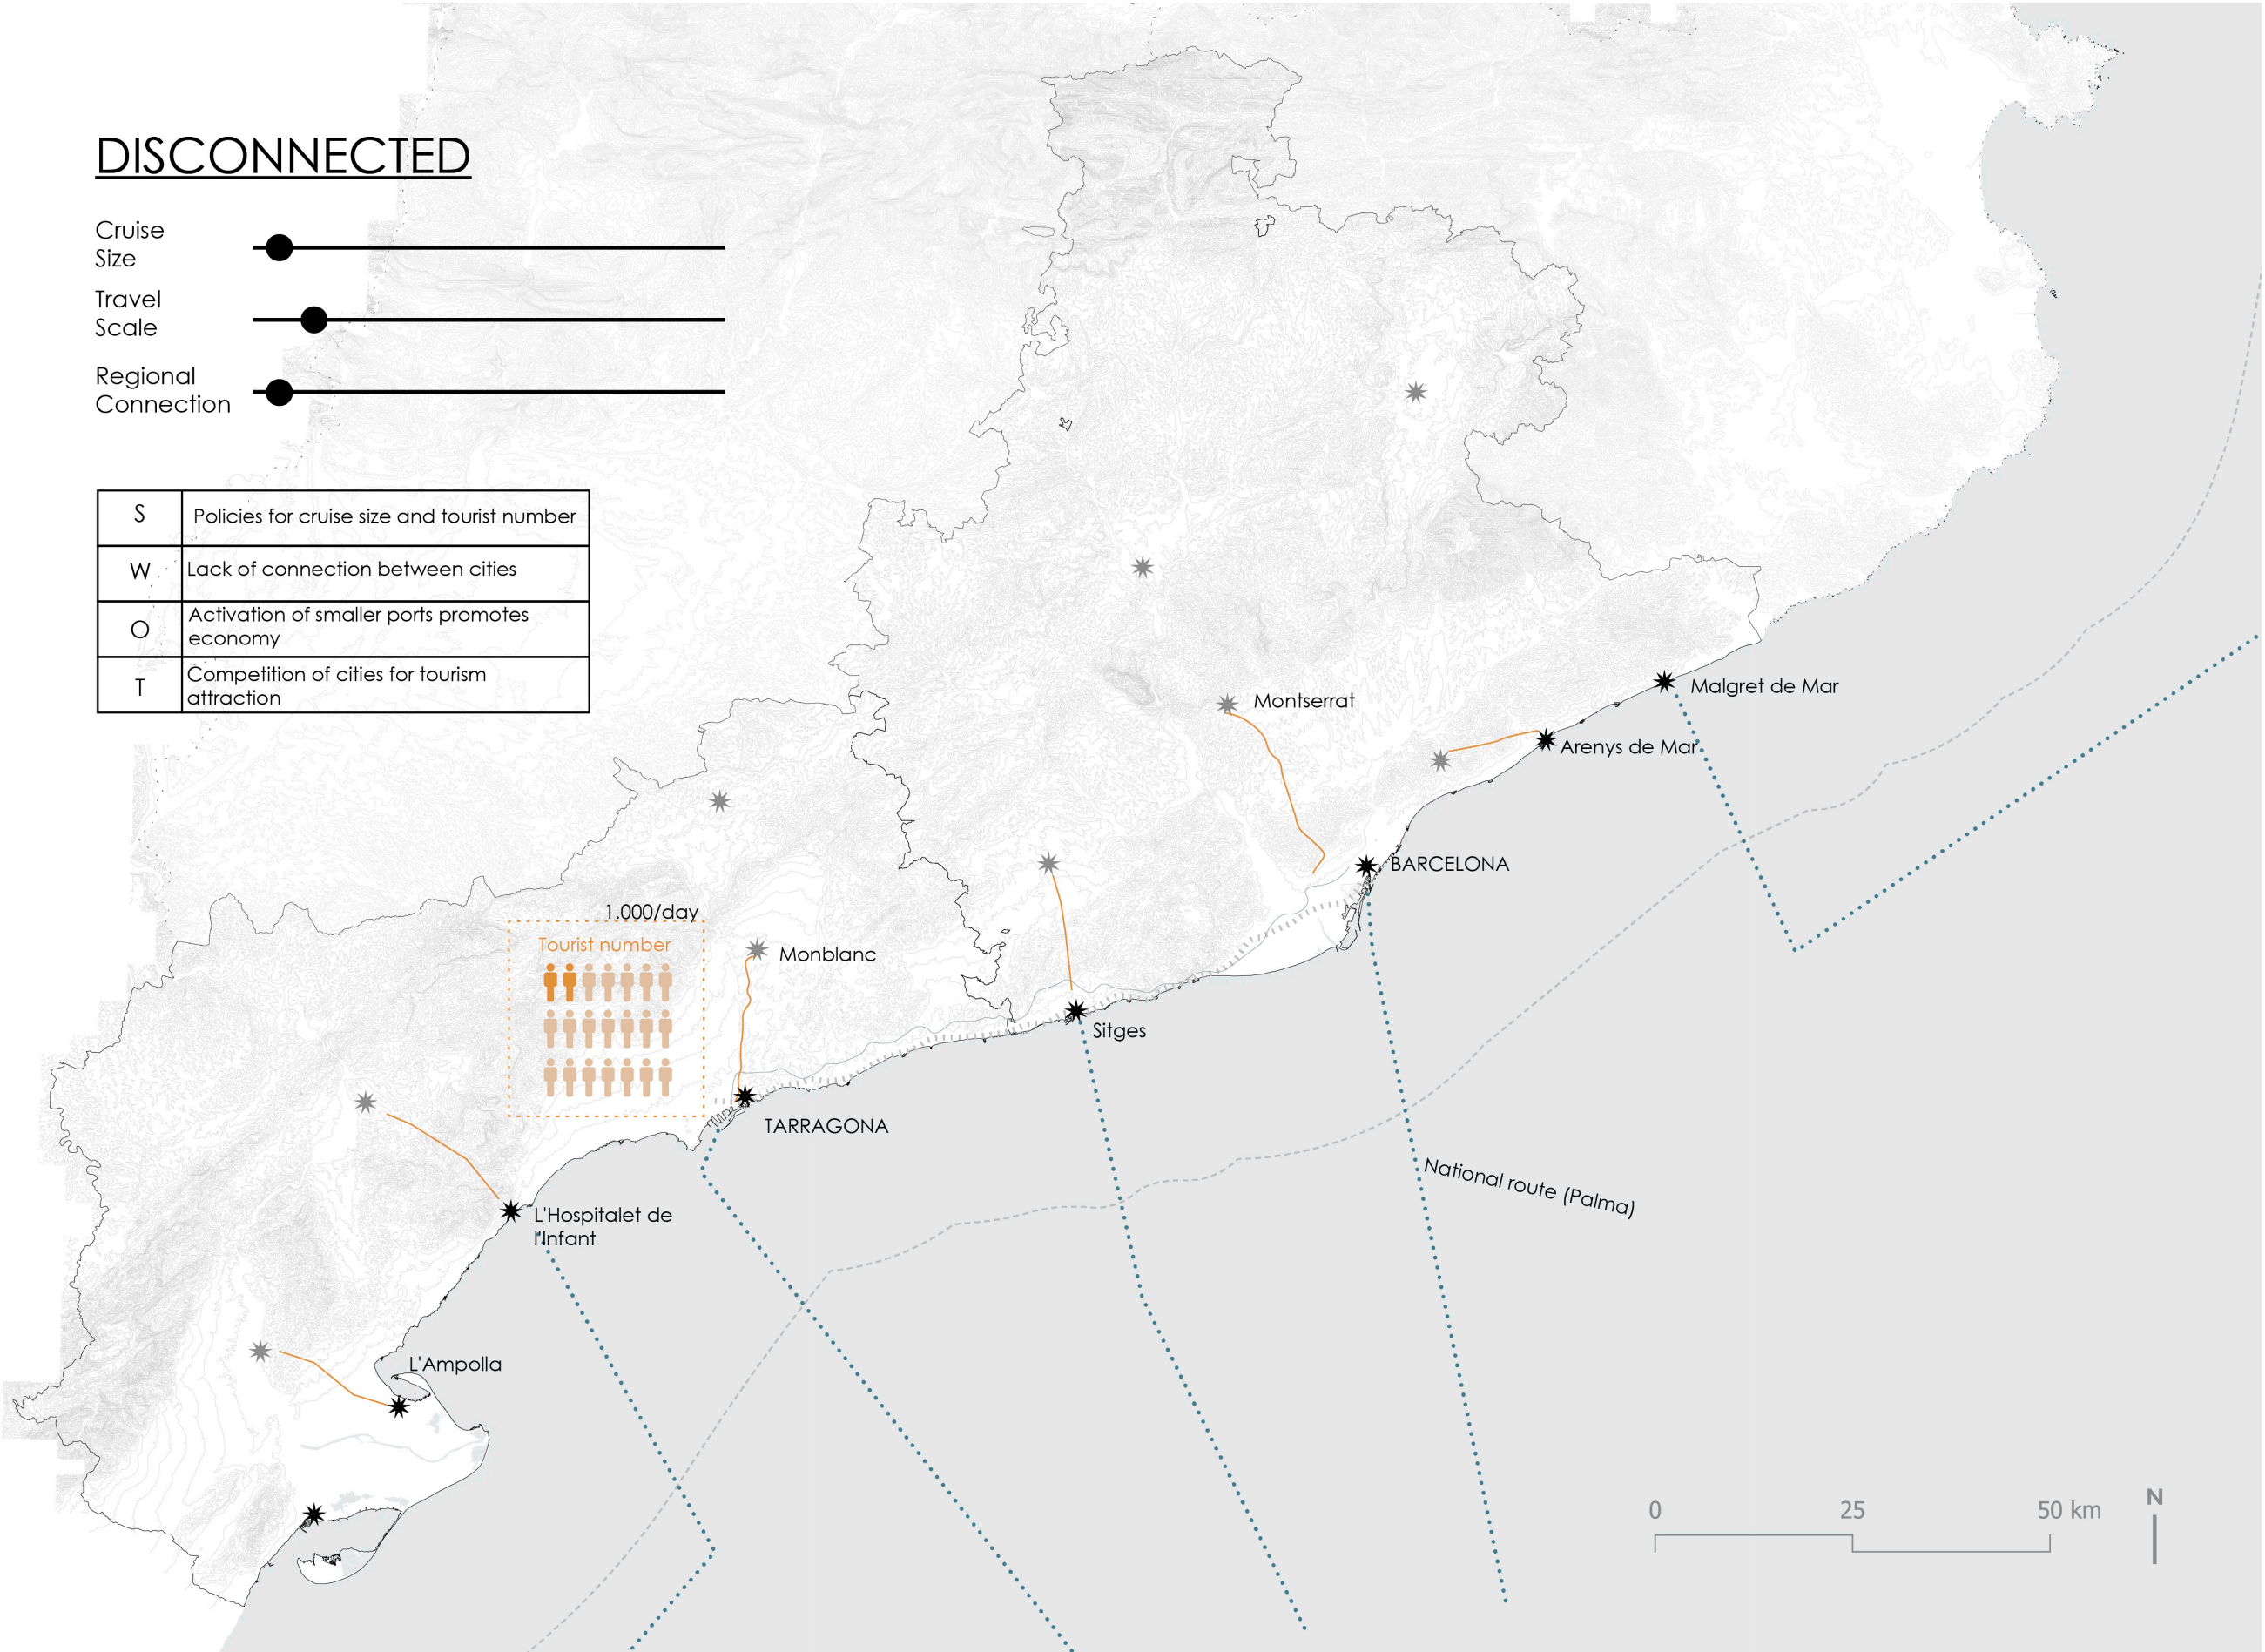 DISCONNECTED
Cruise
Size
Travel
Scale
Regional
Connection
S
Policies for cruise size and tourist number
W
Lack of connection between cities
O
Activation of smaller ports promotes
economy
T
Competition of cities for tourism
attraction
Montserrat
Malgret de Mar
Arenys de Mar
BARCELONA
1.000/day
Tourist number
Monblanc
Sitges
TARRAGONA
National route (Palma)
L'Hospitalet de
l'Infant
L'Ampolla
0 25 50 km
N